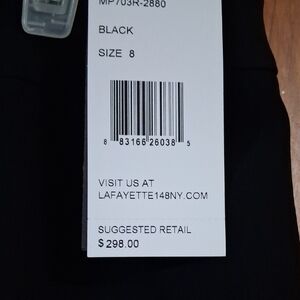 MP703R-2880
BLACK
SIZE 8
8 83166 26038 5
VISIT US AT
LAFAYETTE148NY.COM
SUGGESTED RETAIL
$298.00